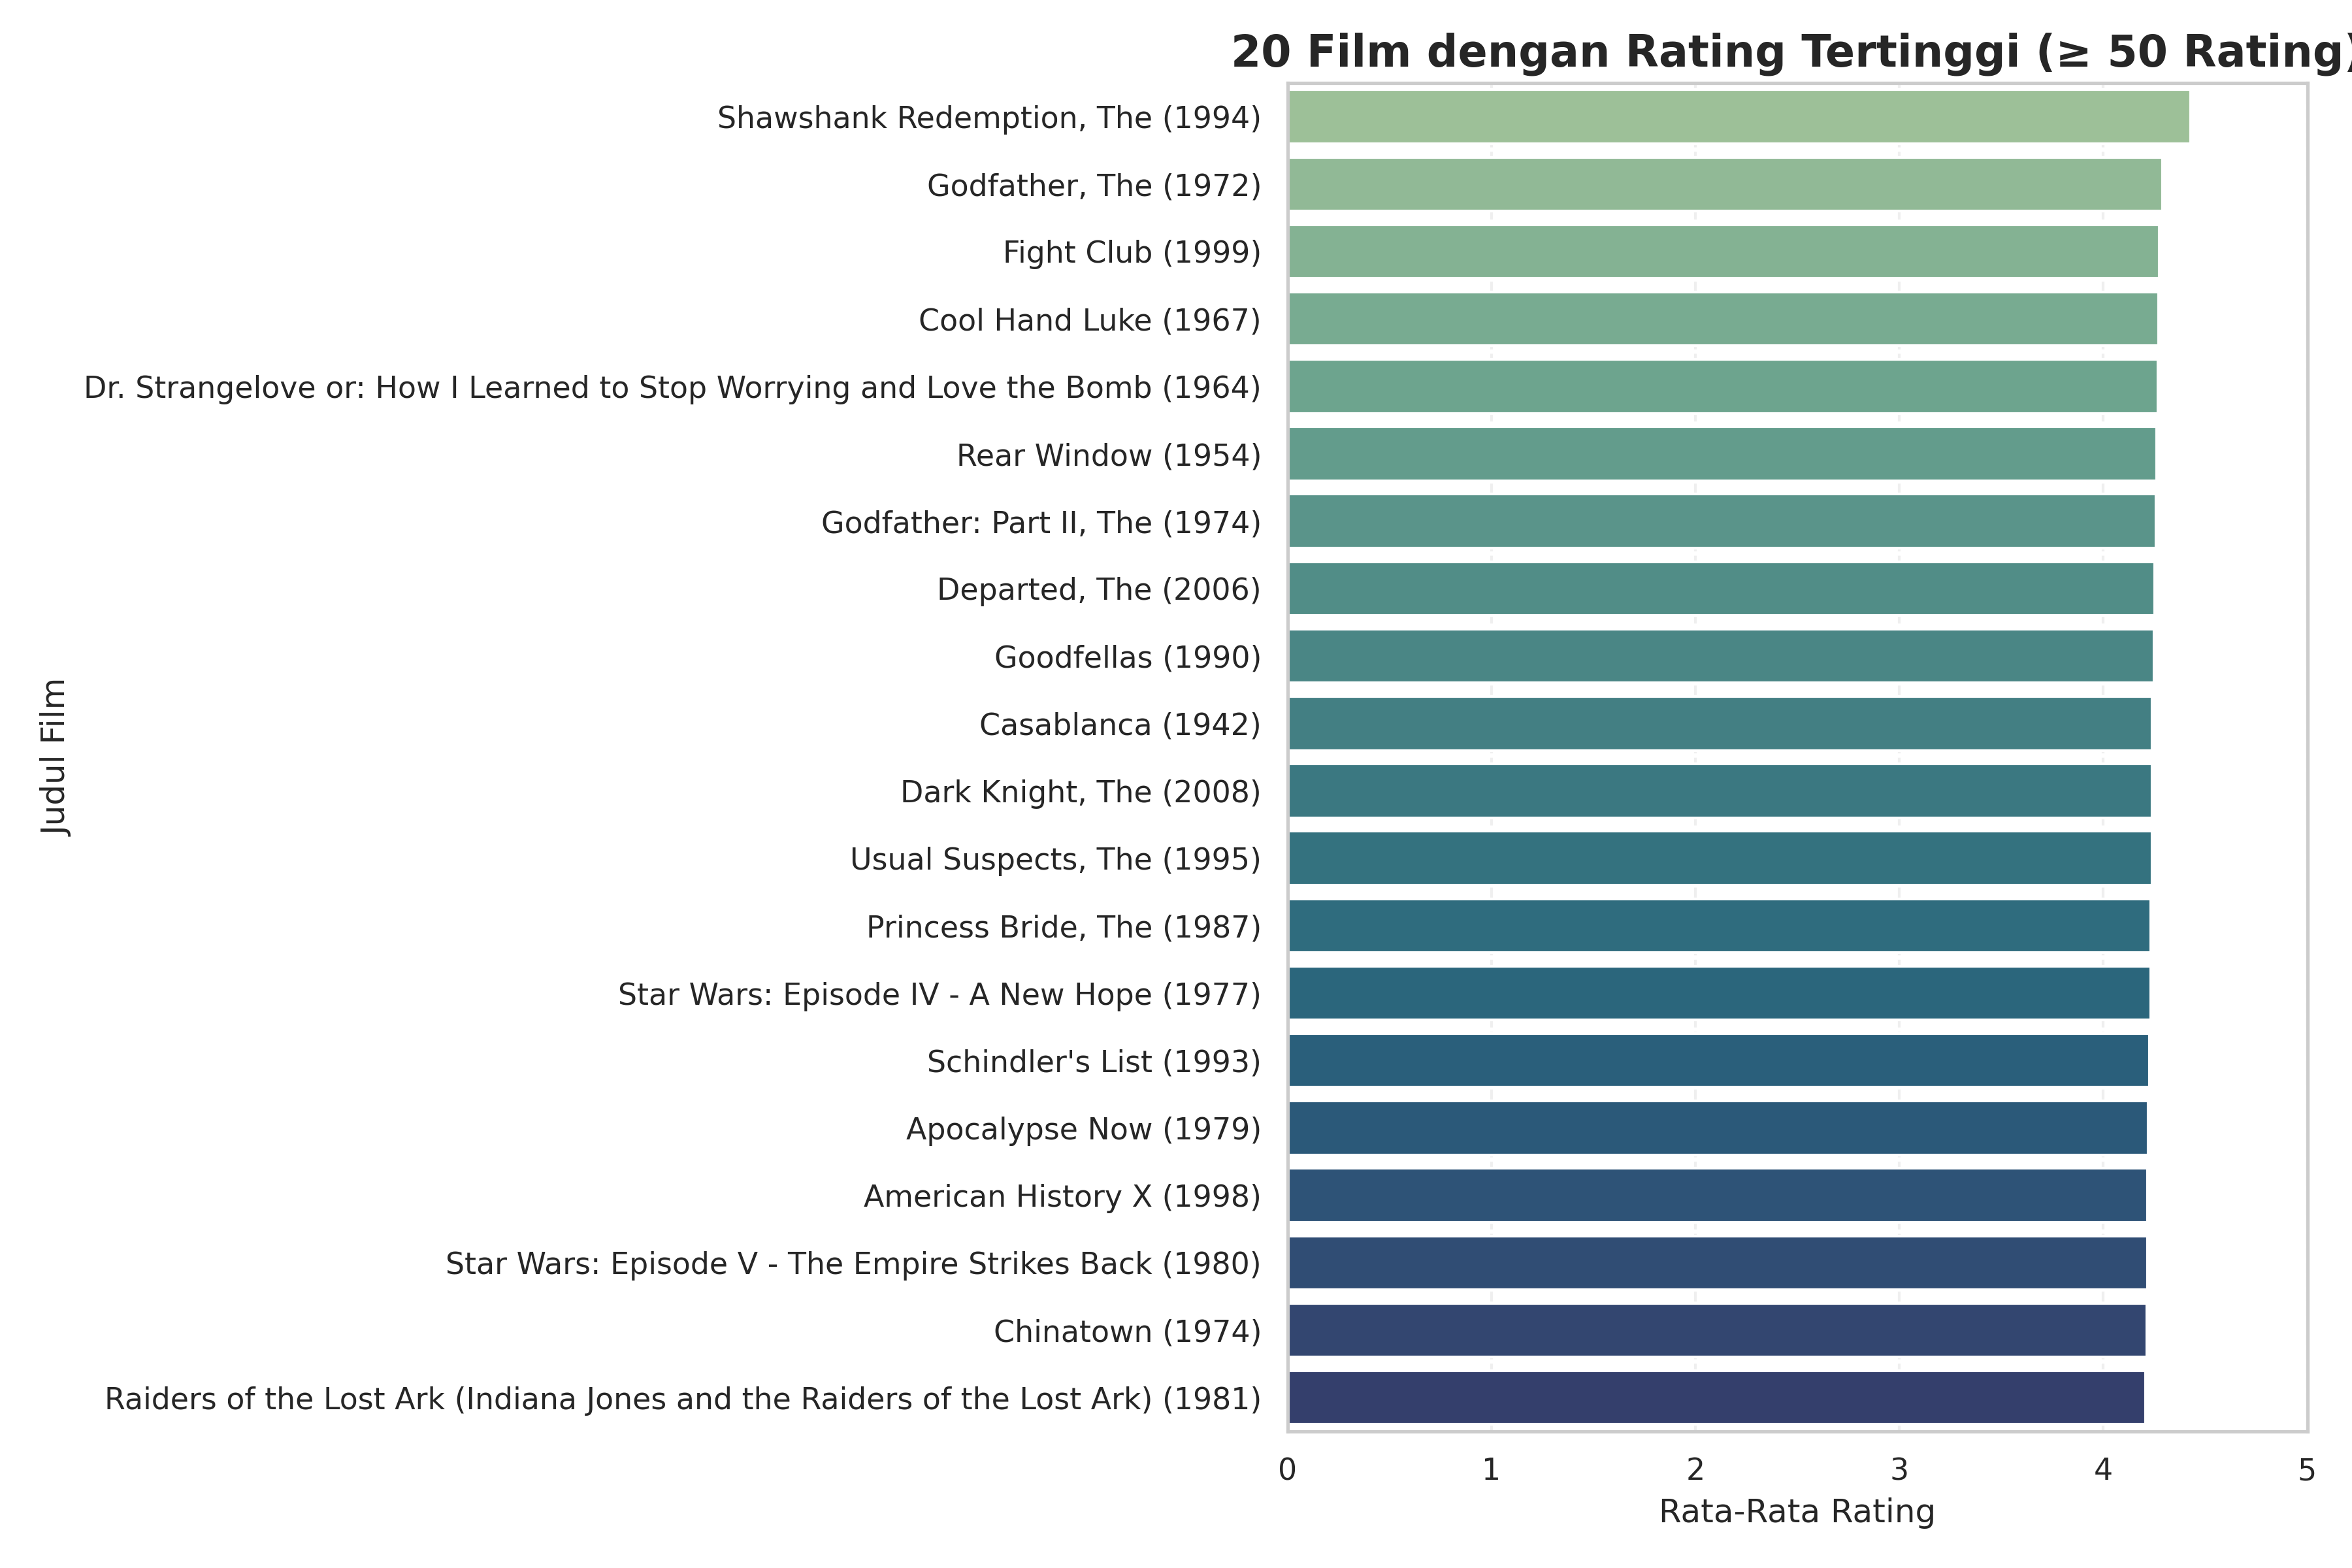 20 Film dengan Rating Tertinggi (≥ 50 Rating)
Judul Film
Shawshank Redemption, The (1994)
Godfather, The (1972)
Fight Club (1999)
Cool Hand Luke (1967)
Dr. Strangelove or: How I Learned to Stop Worrying and Love the Bomb (1964)
Rear Window (1954)
Godfather: Part II, The (1974)
Departed, The (2006)
Goodfellas (1990)
Casablanca (1942)
Dark Knight, The (2008)
Usual Suspects, The (1995)
Princess Bride, The (1987)
Star Wars: Episode IV - A New Hope (1977)
Schindler's List (1993)
Apocalypse Now (1979)
American History X (1998)
Star Wars: Episode V - The Empire Strikes Back (1980)
Chinatown (1974)
Raiders of the Lost Ark (Indiana Jones and the Raiders of the Lost Ark) (1981)
0 1 2 3 4 5
Rata-Rata Rating